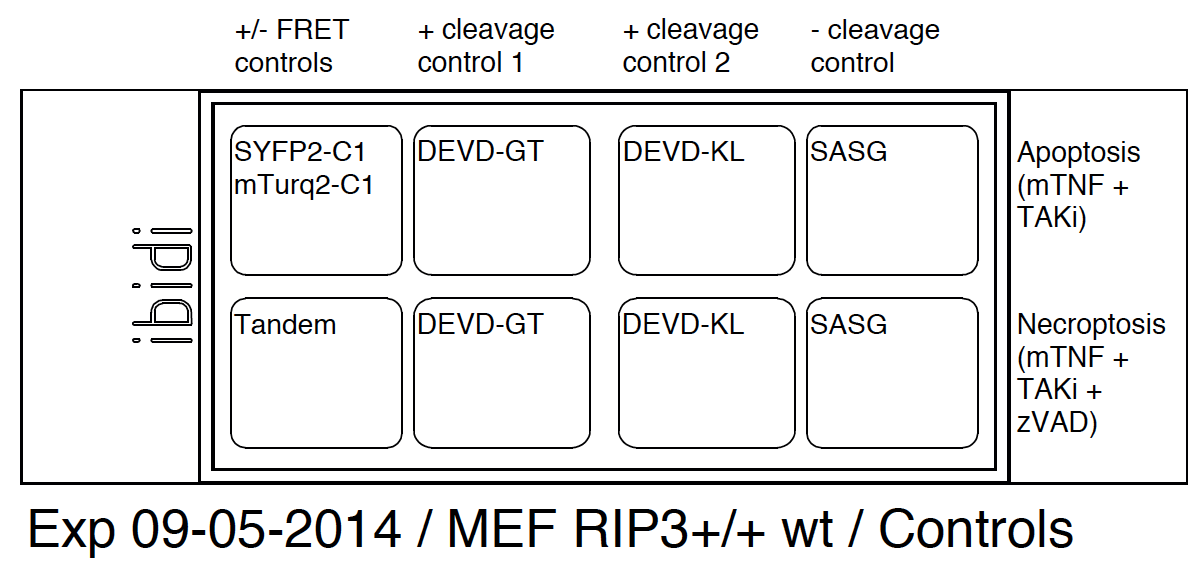 +/- FRET
controls
+ cleavage
control 1
+ cleavage
control 2
- cleavage
control
SYFP2-C1
mTurq2-C1
DEVD-GT
DEVD-KL
SASG
Apoptosis
(mTNF +
TAKi)
ibidi
Tandem
DEVD-GT
DEVD-KL
SASG
Necroptosis
(mTNF +
TAKi +
zVAD)
Exp 09-05-2014 / MEF RIP3+/+ wt / Controls